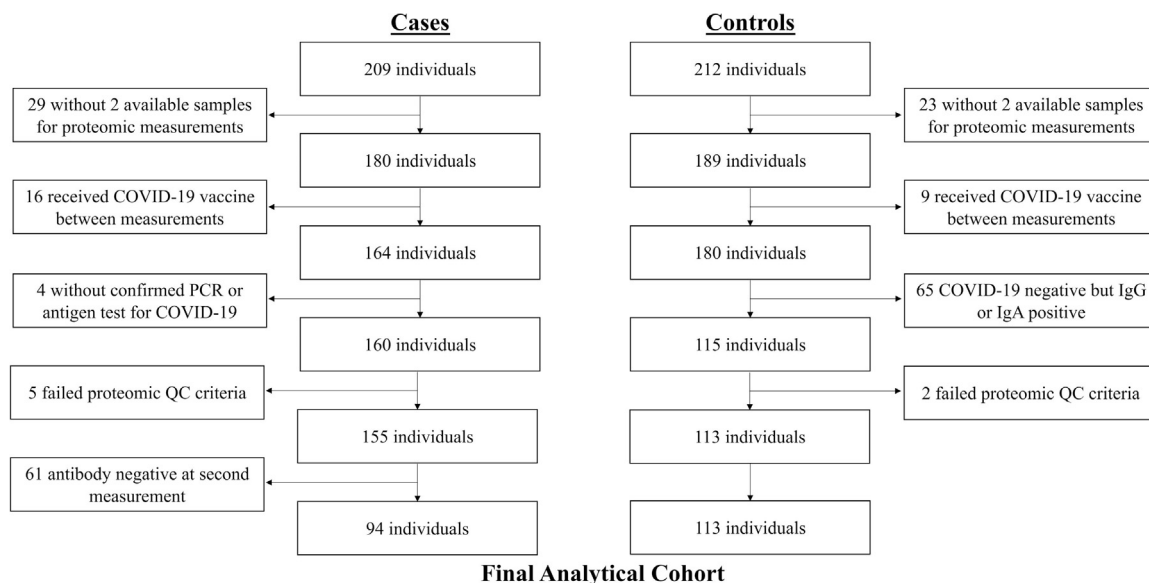 Cases
Controls
209 individuals
212 individuals
29 without 2 available samples
for proteomic measurements
23 without 2 available samples
for proteomic measurements
180 individuals
189 individuals
16 received COVID-19 vaccine
between measurements
9 received COVID-19 vaccine
between measurements
164 individuals
180 individuals
4 without confirmed PCR or
antigen test for COVID-19
65 COVID-19 negative but IgG
or IgA positive
160 individuals
115 individuals
5 failed proteomic QC criteria
2 failed proteomic QC criteria
155 individuals
113 individuals
61 antibody negative at second
measurement
94 individuals
113 individuals
Final Analytical Cohort